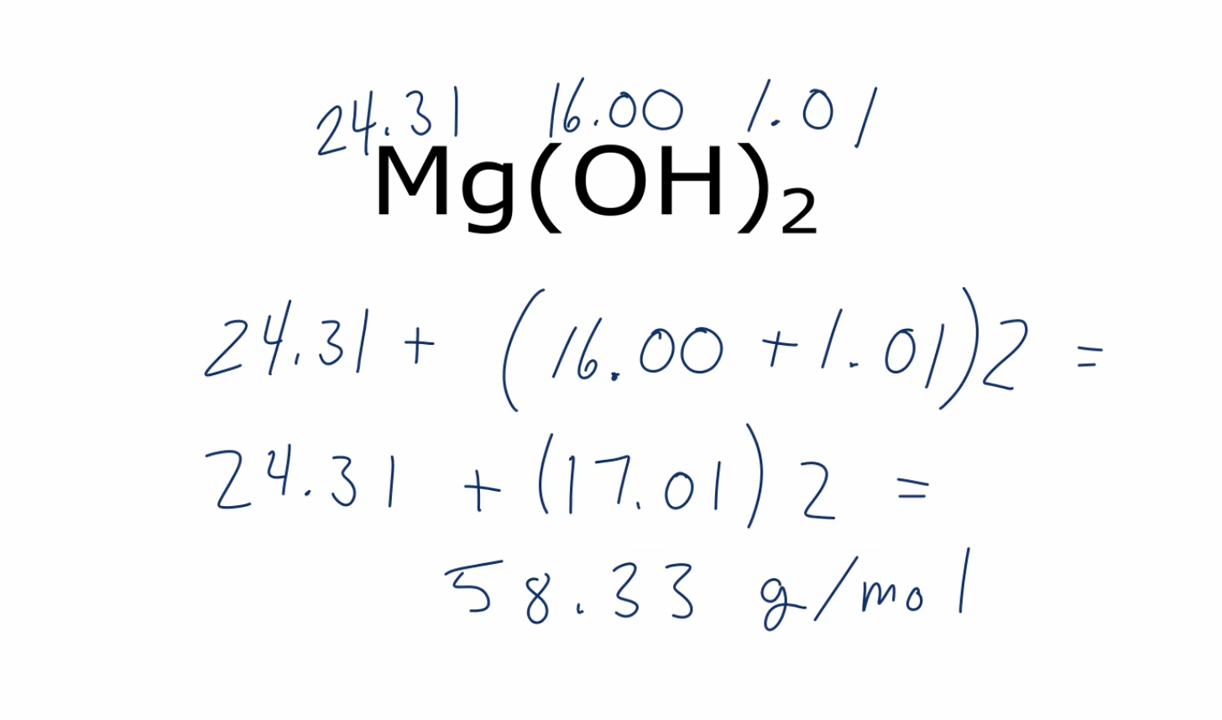 24.31 16.00 1.01
Mg(OH)₂
24.31 + (16.00 + 1.01)2 =
24.31 + (17.01)2 =
58.33 g/mol